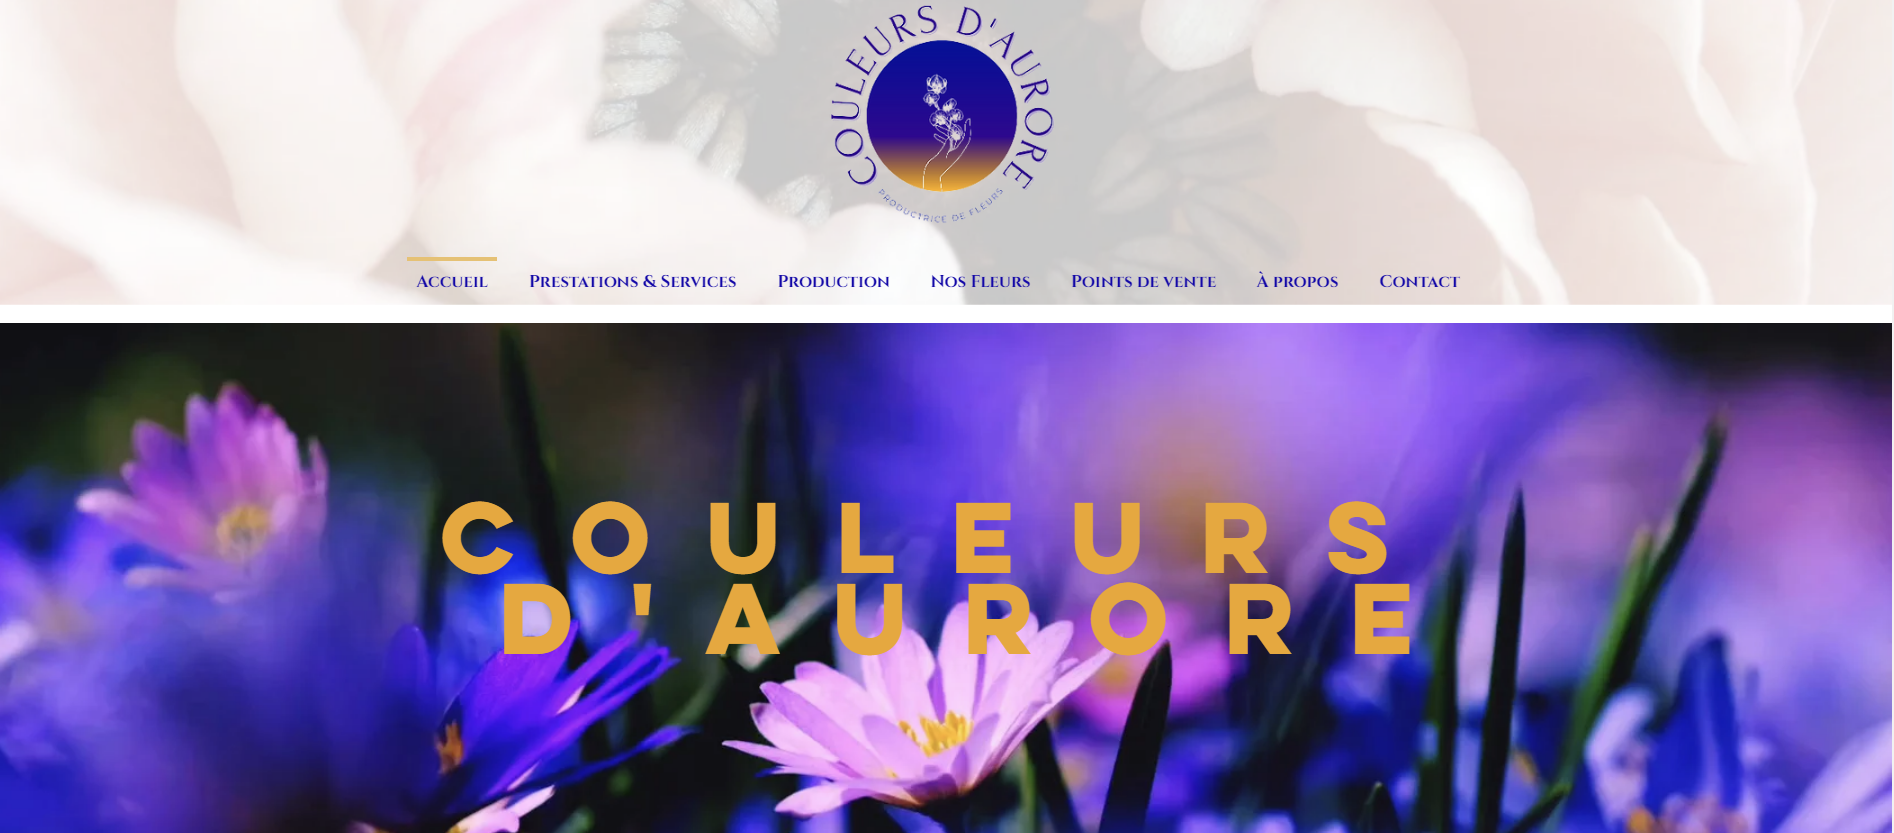 COULEURS D'AURORE
PRODUCTRICE DE FLEURS
Accueil Prestations & Services Production Nos Fleurs Points de vente À propos Contact
COULEURS
D'AURORE